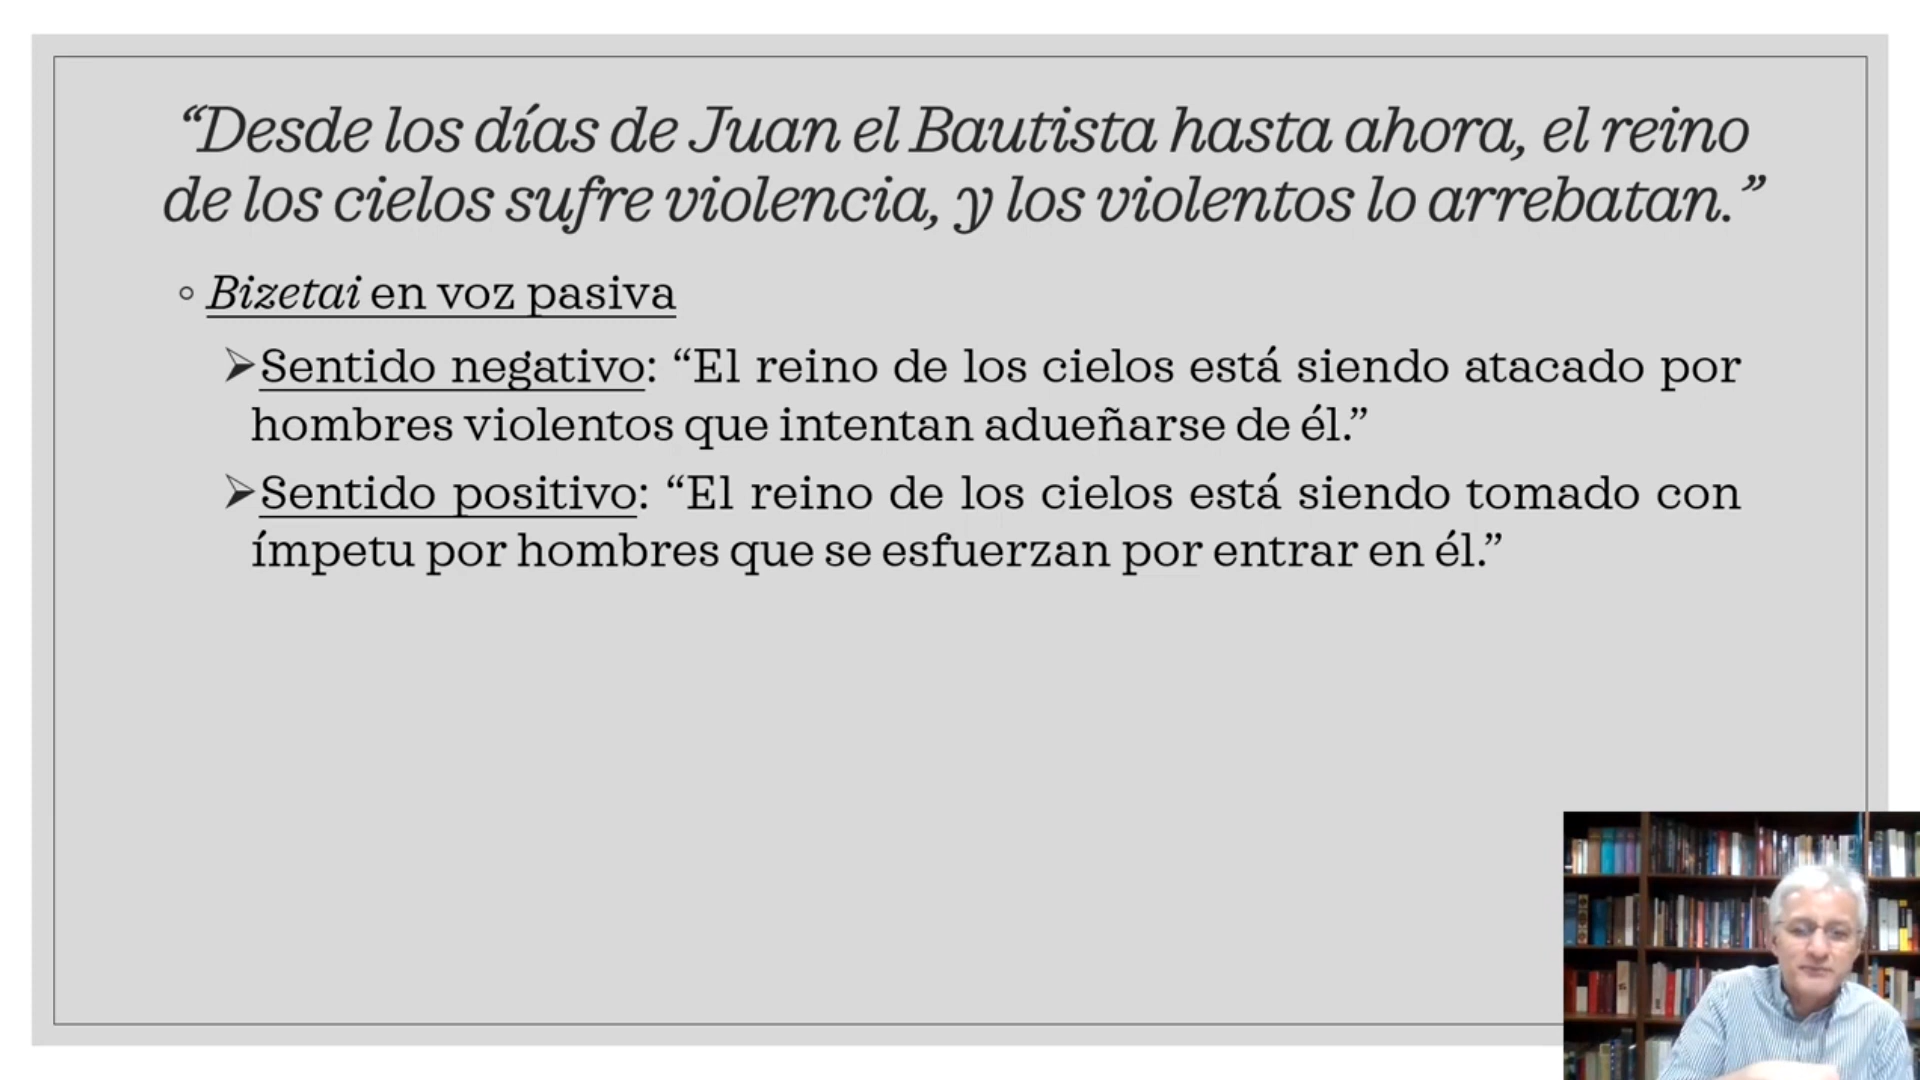 “Desde los días de Juan el Bautista hasta ahora, el reino
de los cielos sufre violencia, y los violentos lo arrebatan.”
◦ Bizetai en voz pasiva
➢Sentido negativo: “El reino de los cielos está siendo atacado por
hombres violentos que intentan adueñarse de él.”
➢Sentido positivo: “El reino de los cielos está siendo tomado con
ímpetu por hombres que se esfuerzan por entrar en él.”